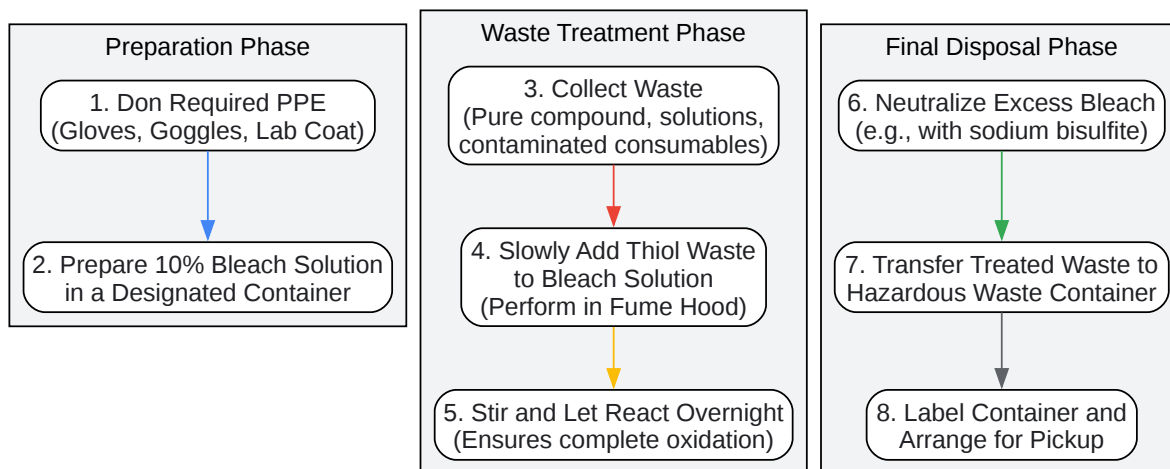 Preparation Phase
1. Don Required PPE
(Gloves, Goggles, Lab Coat)
2. Prepare 10% Bleach Solution
in a Designated Container
Waste Treatment Phase
3. Collect Waste
(Pure compound, solutions,
contaminated consumables)
4. Slowly Add Thiol Waste
to Bleach Solution
(Perform in Fume Hood)
5. Stir and Let React Overnight
(Ensures complete oxidation)
Final Disposal Phase
6. Neutralize Excess Bleach
(e.g., with sodium bisulfite)
7. Transfer Treated Waste to
Hazardous Waste Container
8. Label Container and
Arrange for Pickup